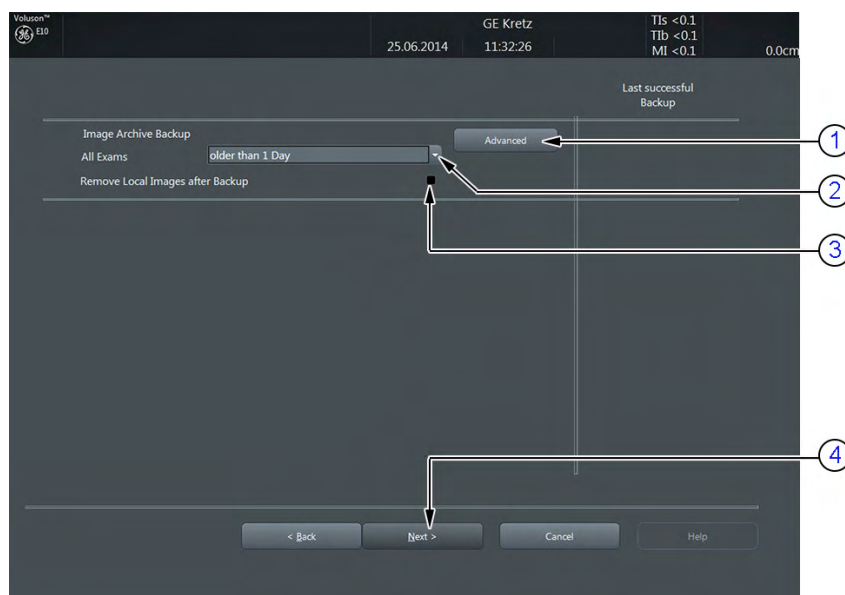 Voluson™
E10
GE Kretz
25.06.2014 11:32:26
TIs <0.1
TIb <0.1
MI <0.1
0.0cm
Last successful
Backup
Image Archive Backup
Advanced
1
All Exams older than 1 Day
Remove Local Images after Backup
2
3
4
< Back Next > Cancel Help